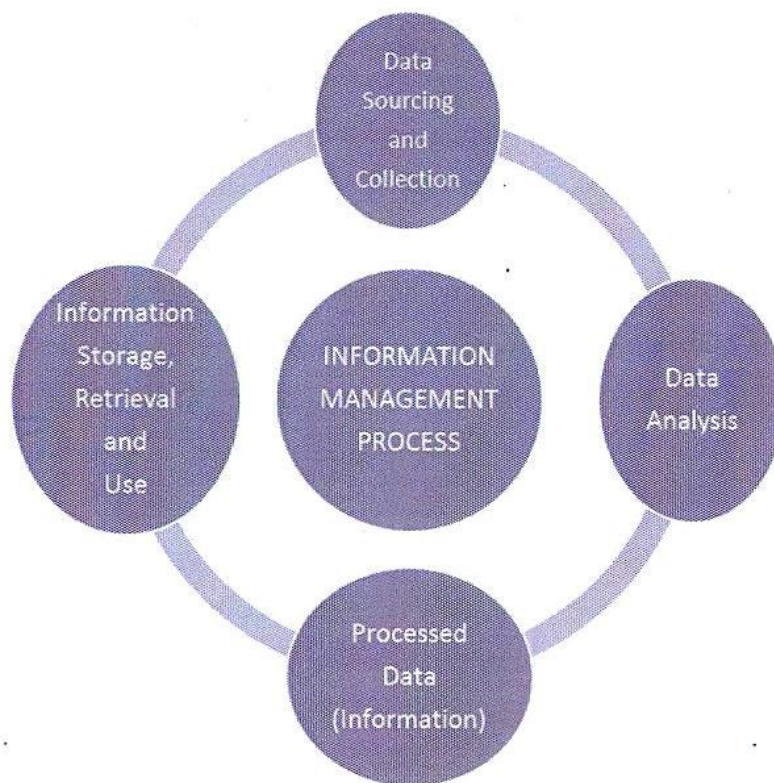 Data
Sourcing
and
Collection
Information
Storage,
Retrieval
and
Use
INFORMATION
MANAGEMENT
PROCESS
Data
Analysis
Processed
Data
(Information)